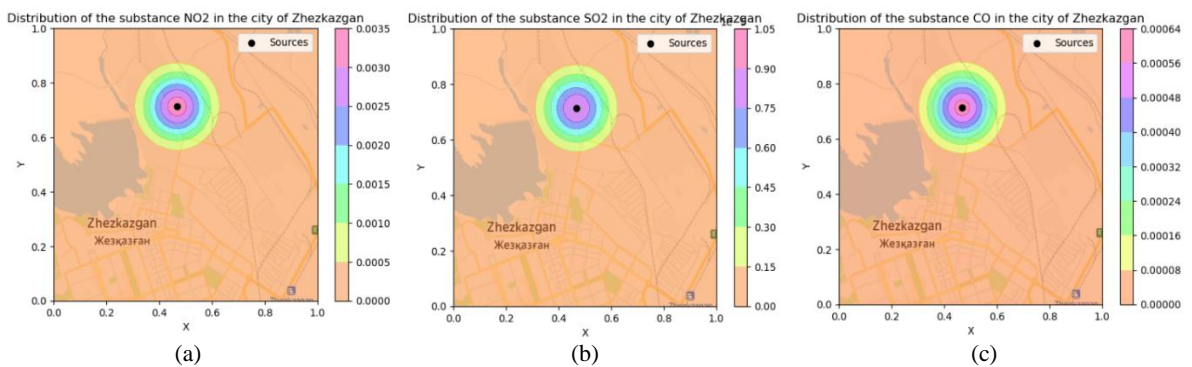 Distribution of the substance NO2 in the city of Zhezkazgan
Sources
1.0
0.8
0.6
0.4
0.2
0.0
Y
0.0 0.2 0.4 0.6 0.8 1.0
X
Zhezkazgan
Жезқазған
0.0035
0.0030
0.0025
0.0020
0.0015
0.0010
0.0005
0.0000
(a)
Distribution of the substance SO2 in the city of Zhezkazgan
Sources
1.0
0.8
0.6
0.4
0.2
0.0
Y
0.0 0.2 0.4 0.6 0.8 1.0
X
Zhezkazgan
Жезқазған
1.05
0.90
0.75
0.60
0.45
0.30
0.15
0.00
(b)
Distribution of the substance CO in the city of Zhezkazgan
Sources
1.0
0.8
0.6
0.4
0.2
0.0
Y
0.0 0.2 0.4 0.6 0.8 1.0
X
Zhezkazgan
Жезқазған
0.00064
0.00056
0.00048
0.00040
0.00032
0.00024
0.00016
0.00008
0.00000
(c)